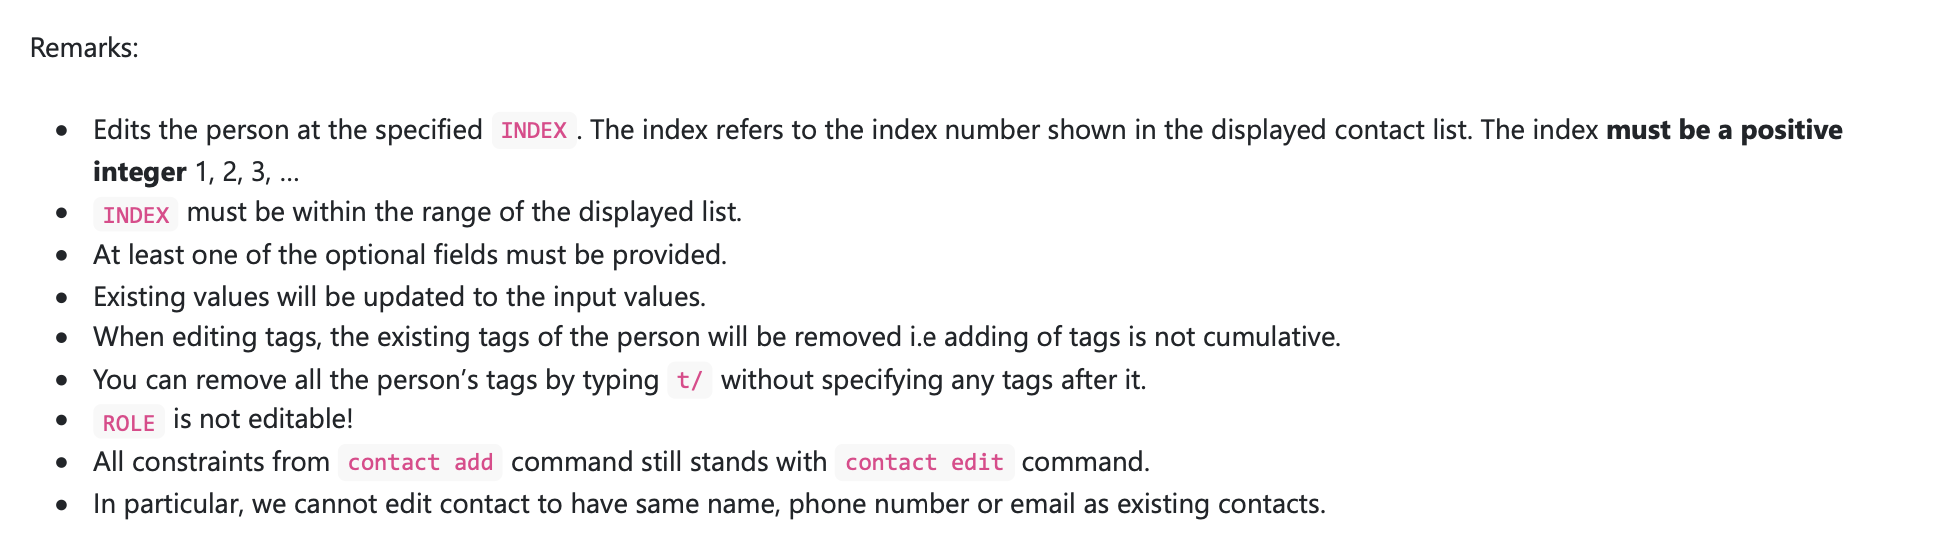 Remarks:
• Edits the person at the specified INDEX . The index refers to the index number shown in the displayed contact list. The index must be a positive
integer 1, 2, 3, …
• INDEX must be within the range of the displayed list.
• At least one of the optional fields must be provided.
• Existing values will be updated to the input values.
• When editing tags, the existing tags of the person will be removed i.e adding of tags is not cumulative.
• You can remove all the person’s tags by typing t/ without specifying any tags after it.
• ROLE is not editable!
• All constraints from contact add command still stands with contact edit command.
• In particular, we cannot edit contact to have same name, phone number or email as existing contacts.